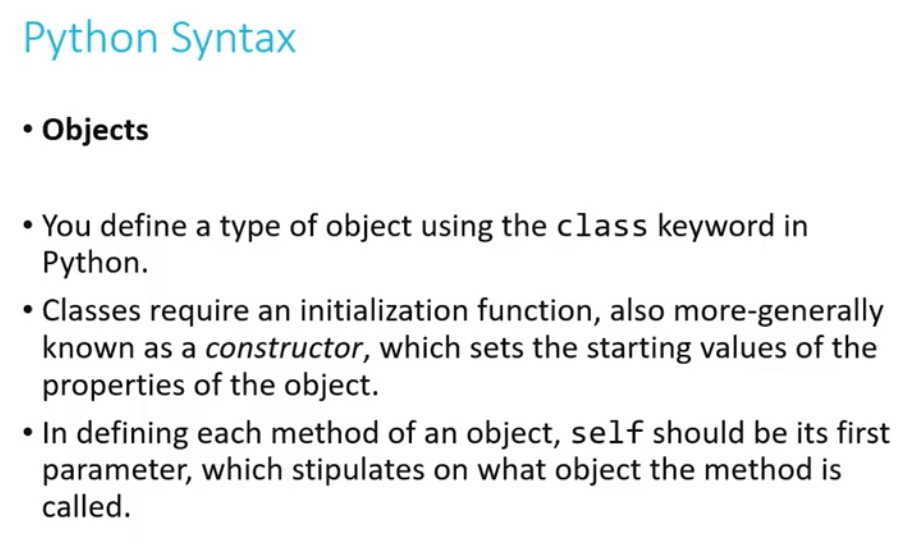 Python Syntax
• Objects
• You define a type of object using the class keyword in
Python.
• Classes require an initialization function, also more-generally
known as a constructor, which sets the starting values of the
properties of the object.
• In defining each method of an object, self should be its first
parameter, which stipulates on what object the method is
called.